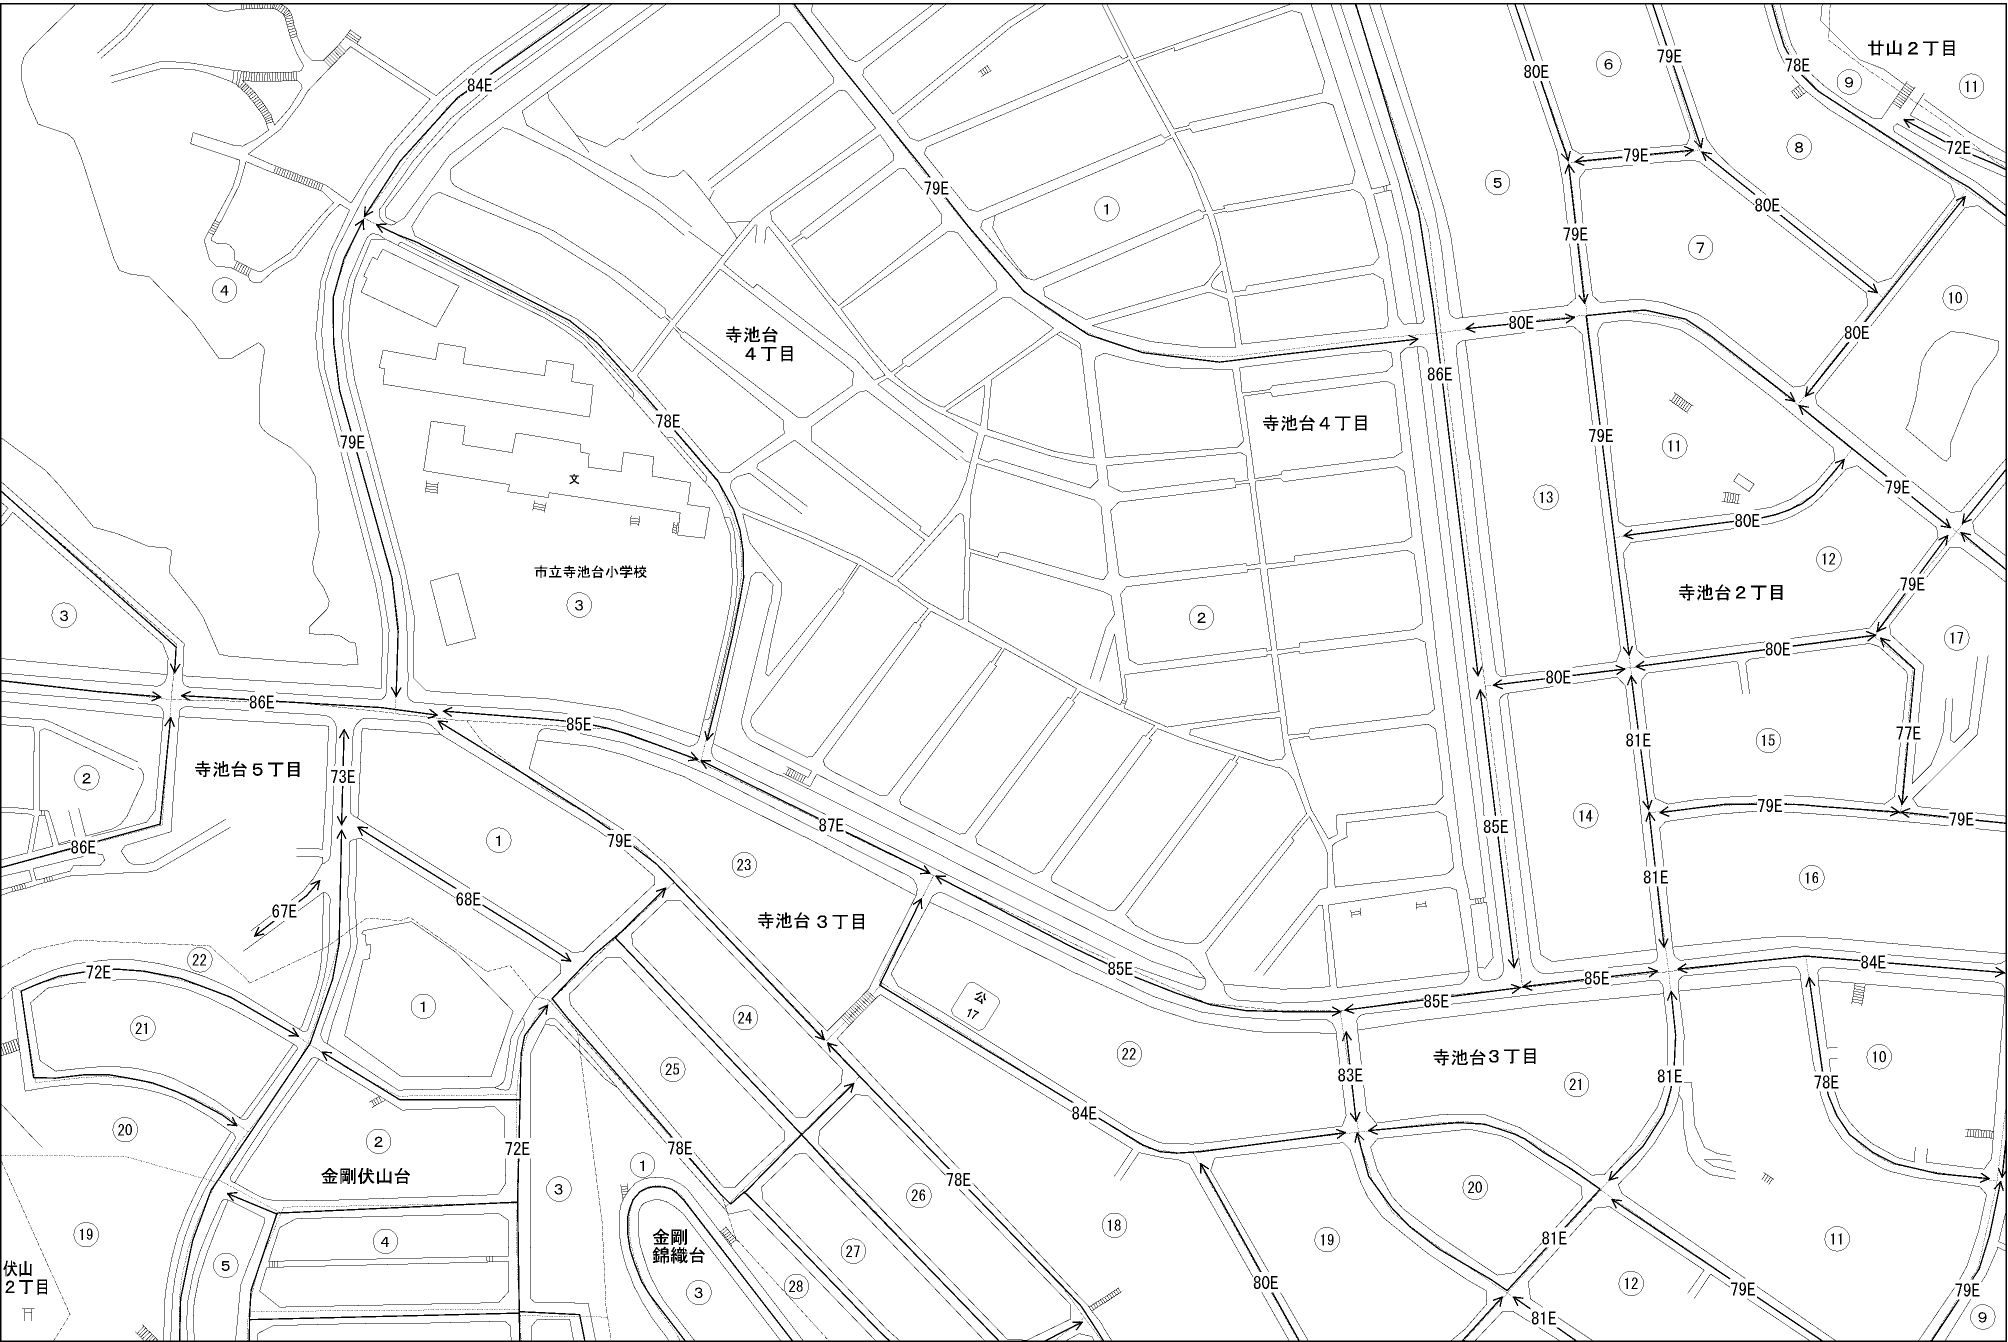 廿山２丁目
⑥
79E
80E
78E
⑨
⑪
84E
⑧
72E
79E
⑤
79E
①
80E
79E
⑦
④
⑩
80E
寺池台
４丁目
80E
86E
78E
寺池台４丁目
79E
79E
⑪
文
79E
⑬
80E
市立寺池台小学校
③
③
②
79E
⑫
寺池台２丁目
⑰
80E
80E
86E
85E
81E
⑮
77E
寺池台５丁目
73E
②
79E
79E
⑭
87E
85E
86E
79E
①
㉓
81E
⑯
68E
67E
寺池台３丁目
㉒
72E
85E
84E
85E
85E
公
17
①
㉔
㉑
㉒
寺池台３丁目
⑩
㉕
83E
㉑
81E
78E
84E
⑳
②
72E
78E
金剛伏山台
①
③
78E
㉖
⑳
⑱
⑲
④
金剛
錦織台
㉗
⑲
81E
⑪
⑤
伏山
２丁目
③
㉘
80E
⑫
79E
79E
81E
⑨